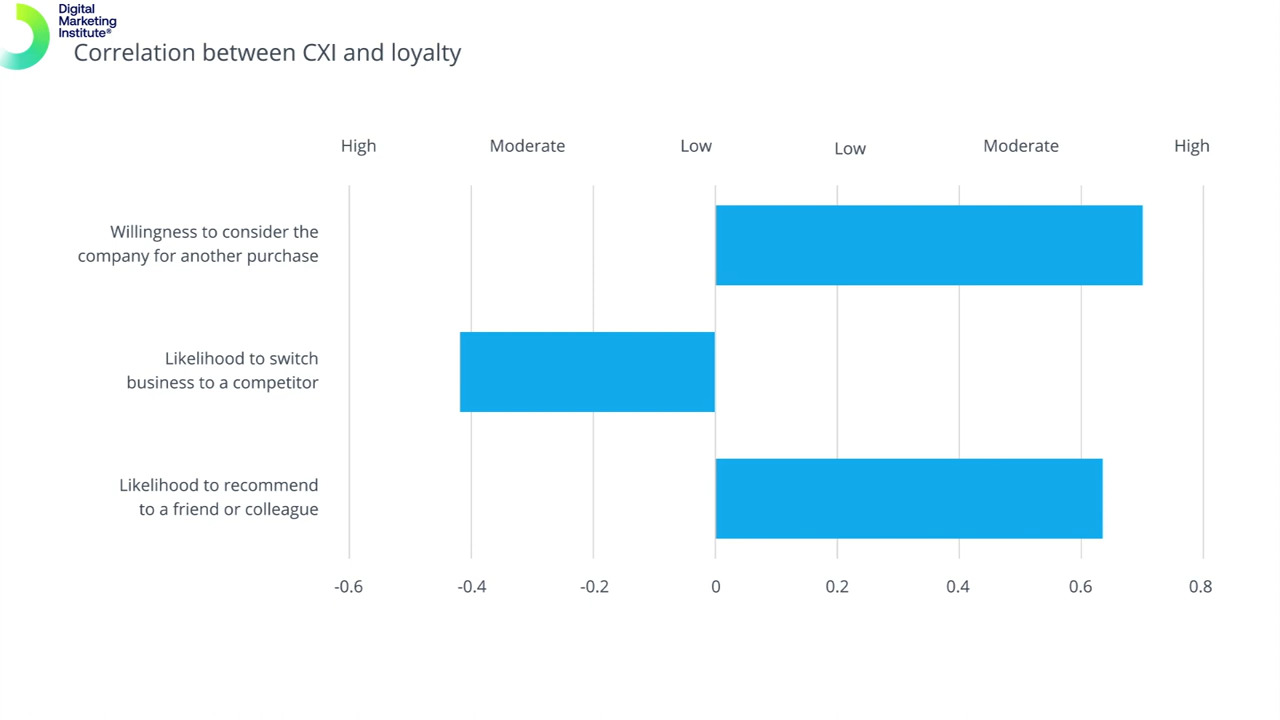 Digital
Marketing
Institute®
Correlation between CXI and loyalty
High Moderate Low Low Moderate High
Willingness to consider the
company for another purchase
Likelihood to switch
business to a competitor
Likelihood to recommend
to a friend or colleague
-0.6 -0.4 -0.2 0 0.2 0.4 0.6 0.8